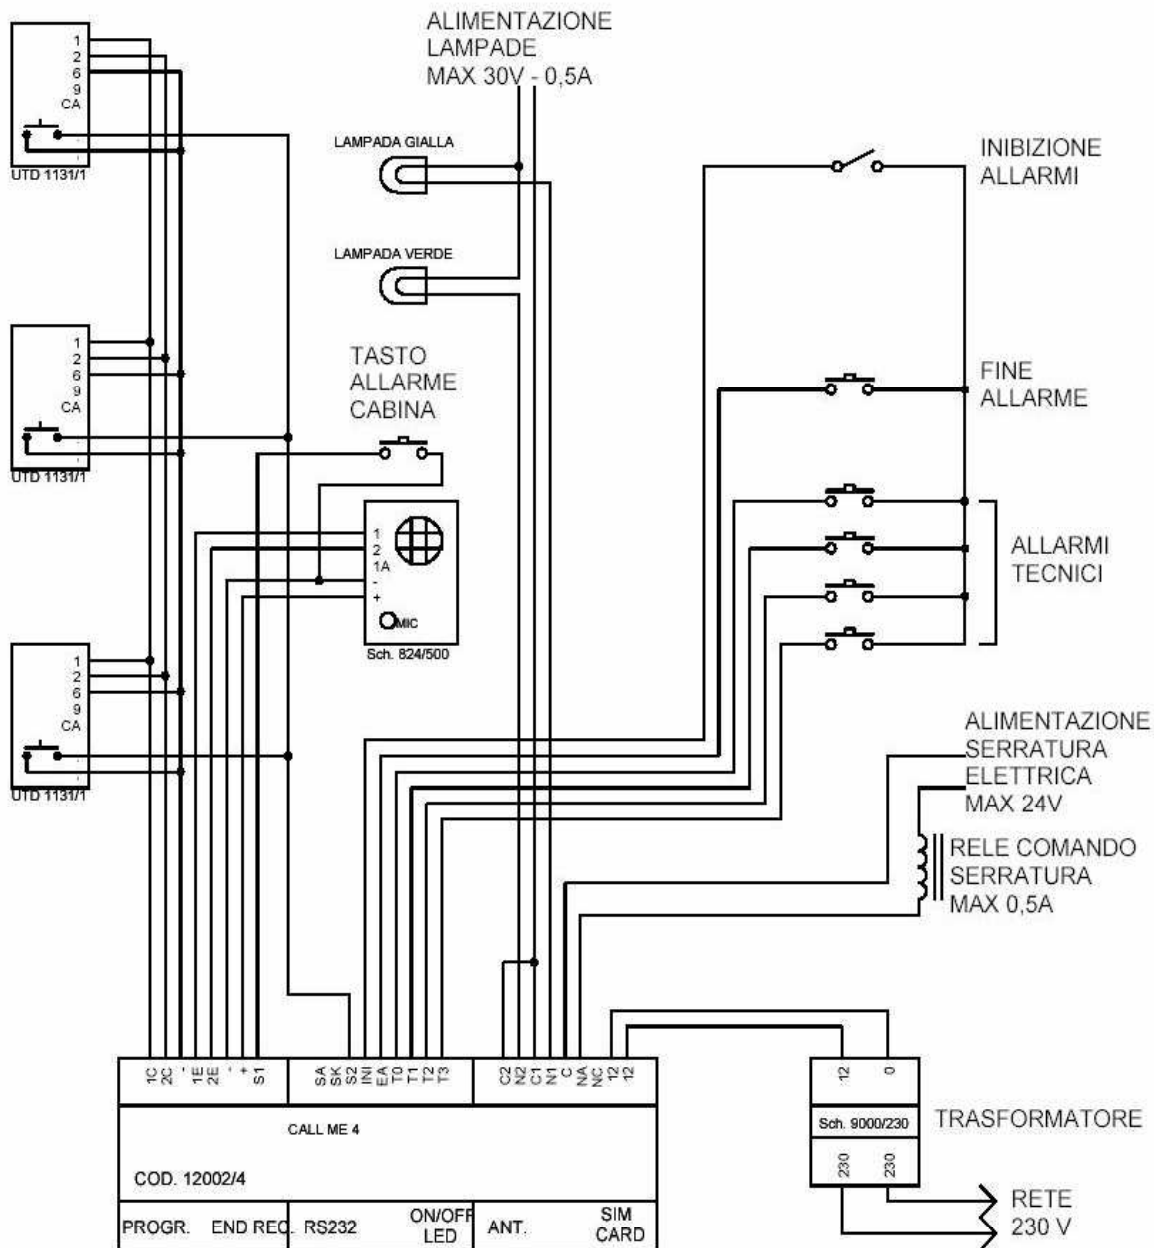 ALIMENTAZIONE
LAMPADE
MAX 30V - 0,5A
1
2
6
9
CA
UTD 1131/1
LAMPADA GIALLA
INIBIZIONE
ALLARMI
LAMPADA VERDE
1
2
6
9
CA
UTD 1131/1
TASTO
ALLARME
CABINA
FINE
ALLARME
1
2
1A
-
+
MIC
Sch. 824/500
ALLARMI
TECNICI
1
2
6
9
CA
UTD 1131/1
ALIMENTAZIONE
SERRATURA
ELETTRICA
MAX 24V
RELE COMANDO
SERRATURA
MAX 0,5A
1C 2C - 1E 2E - + S1
SA SK S2 INI EA T0 T1 T2 T3
C2 N2 C1 N1 C NA NC 12 12
CALL ME 4
COD. 12002/4
PROGR. END REC. RS232
ON/OFF
LED
ANT.
SIM
CARD
12 0
Sch. 9000/230
230 230
TRASFORMATORE
RETE
230 V